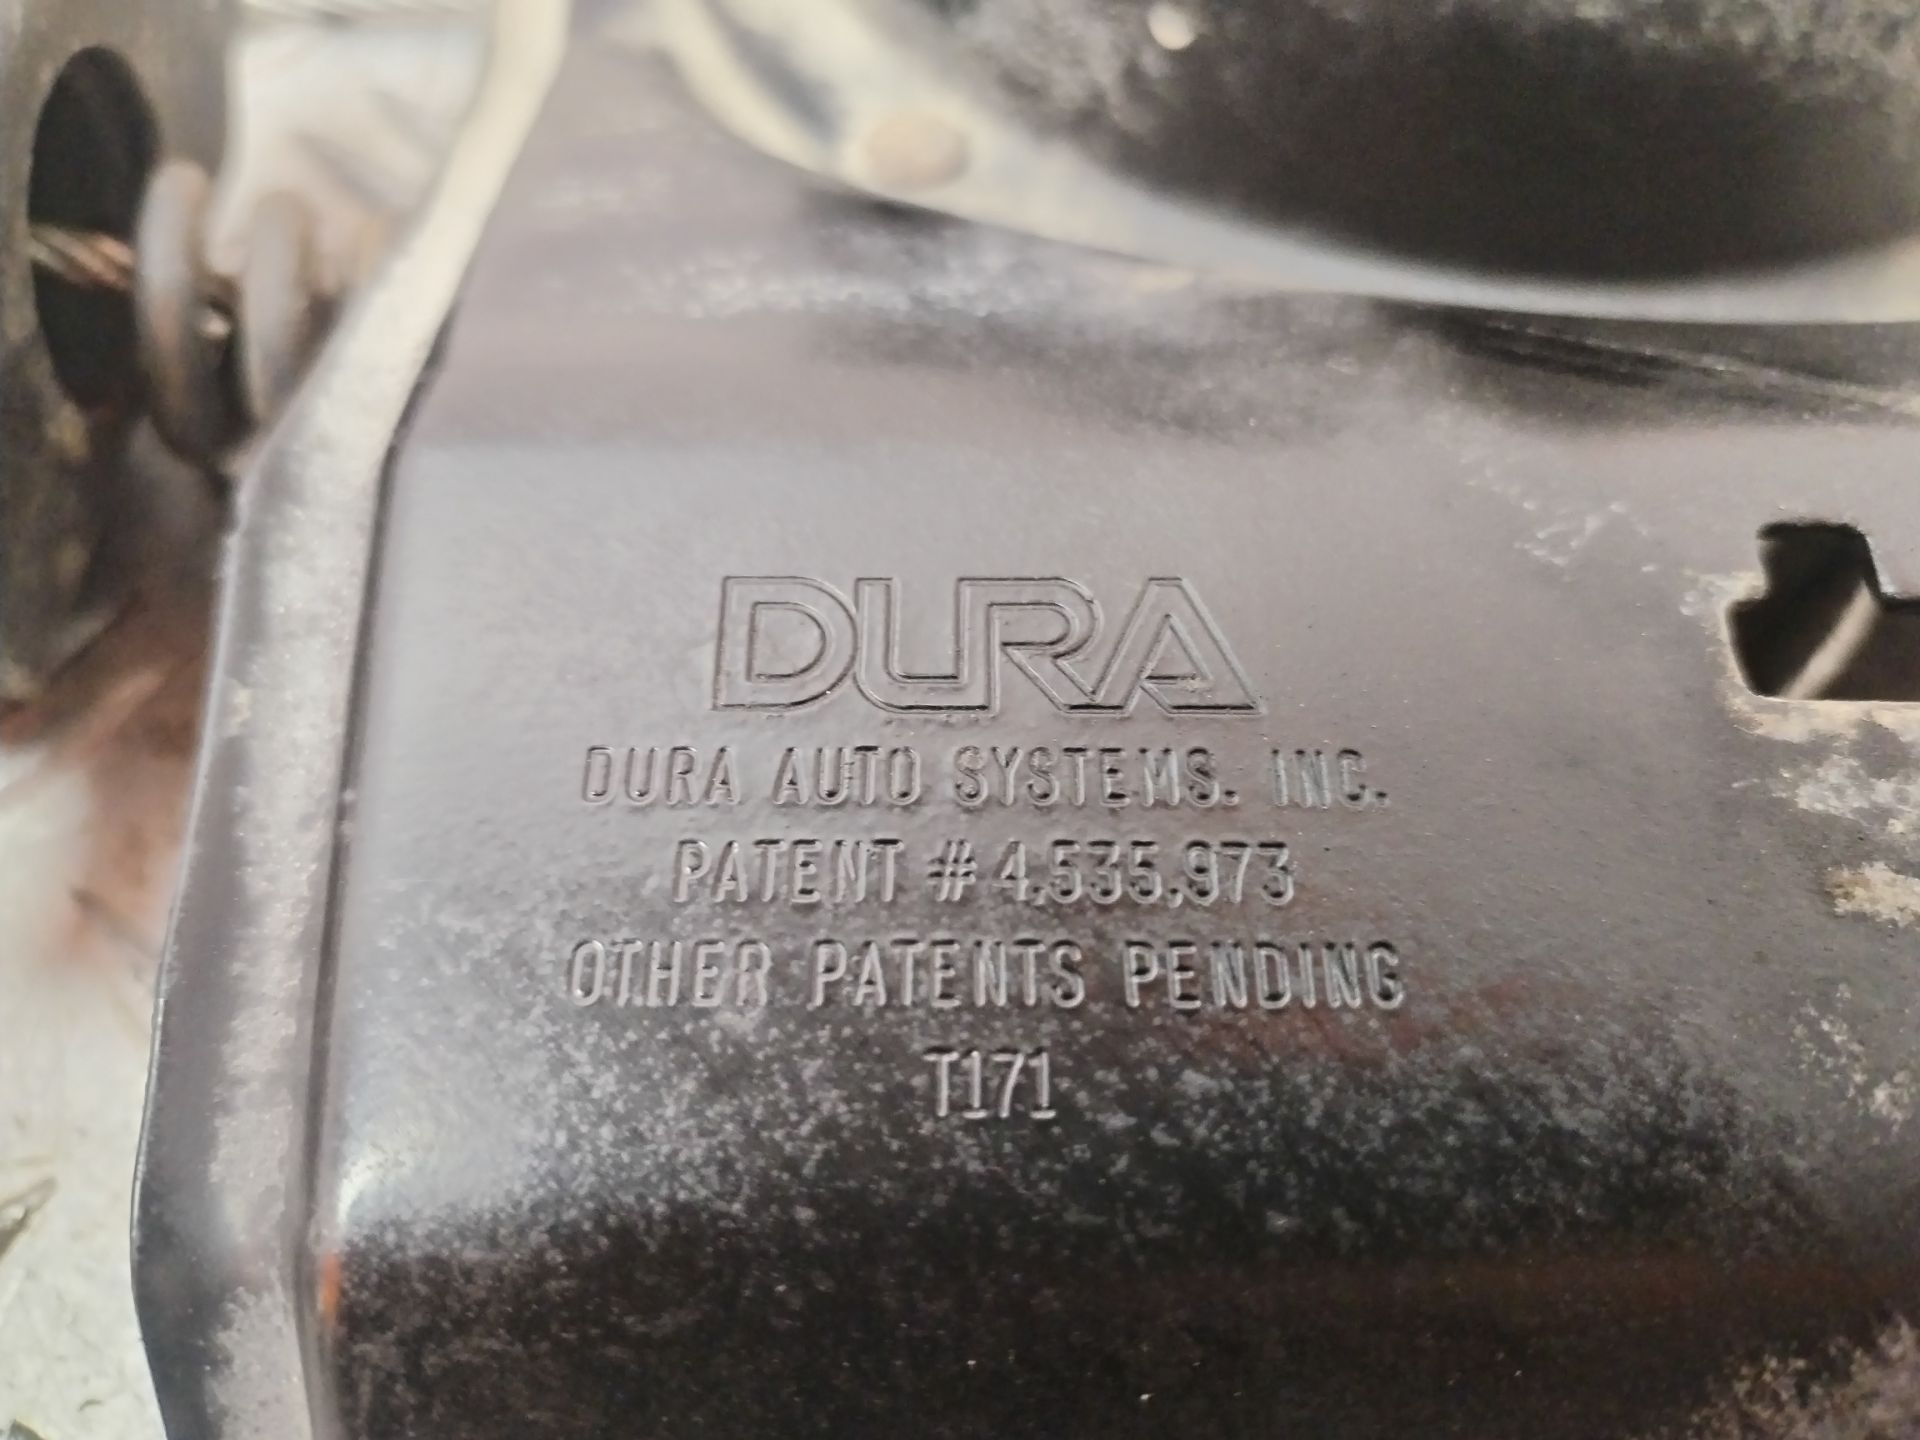 DURA
DURA AUTO SYSTEMS. INC.
PATENT # 4,535,973
OTHER PATENTS PENDING
T171